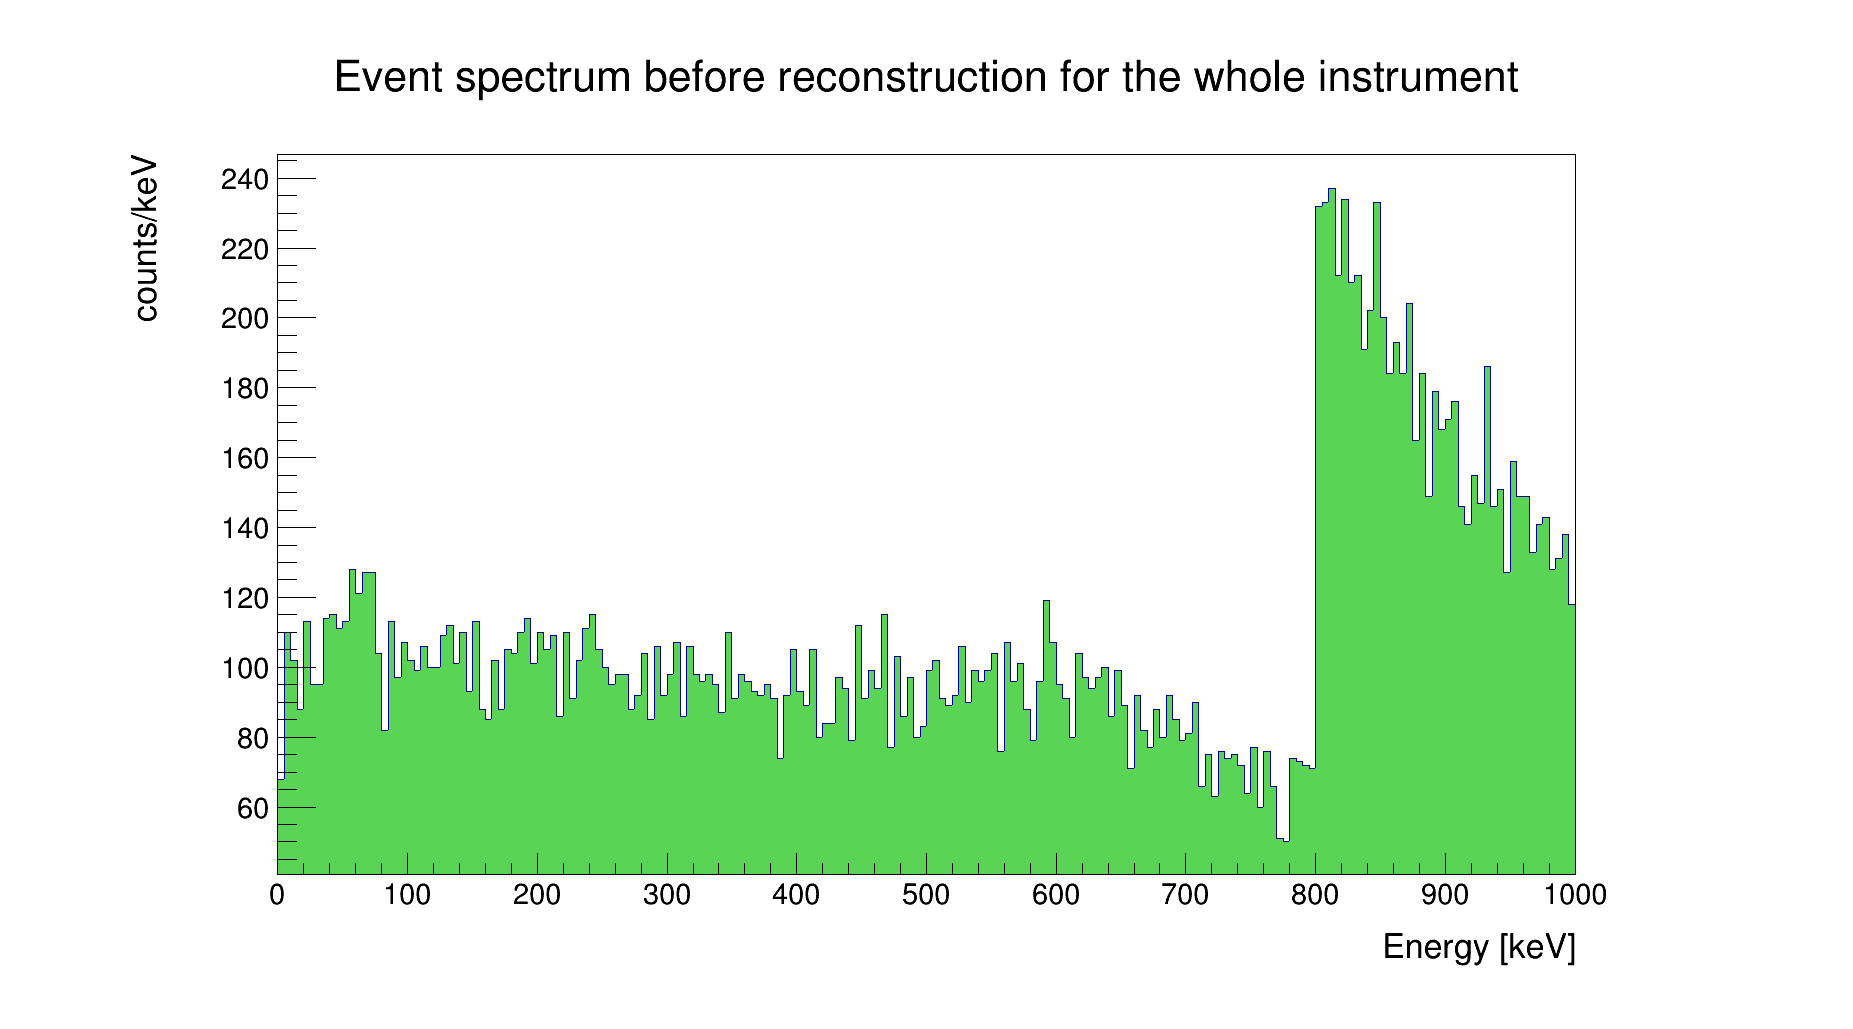 Event spectrum before reconstruction for the whole instrument
counts/keV
240
220
200
180
160
140
120
100
80
60
0 100 200 300 400 500 600 700 800 900 1000
Energy [keV]